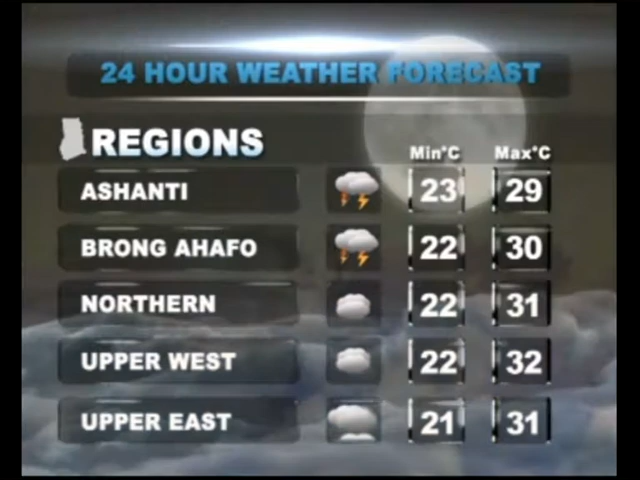 24 HOUR WEATHER FORECAST
REGIONS Min°C Max°C
ASHANTI 23 29
BRONG AHAFO 22 30
NORTHERN 22 31
UPPER WEST 22 32
UPPER EAST 21 31